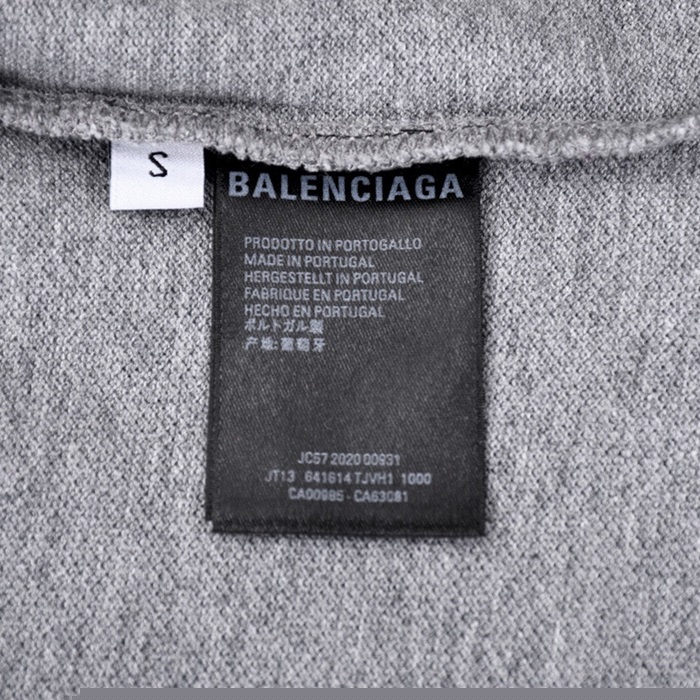 S
BALENCIAGA
PRODOTTO IN PORTOGALLO
MADE IN PORTUGAL
HERGESTELLT IN PORTUGAL
FABRIQUE EN PORTUGAL
HECHO EN PORTUGAL
ポルトガル製
产地:葡萄牙
JC57 2020 00931
JT13 641614 TJVH1 1000
CA00985 - CA63081